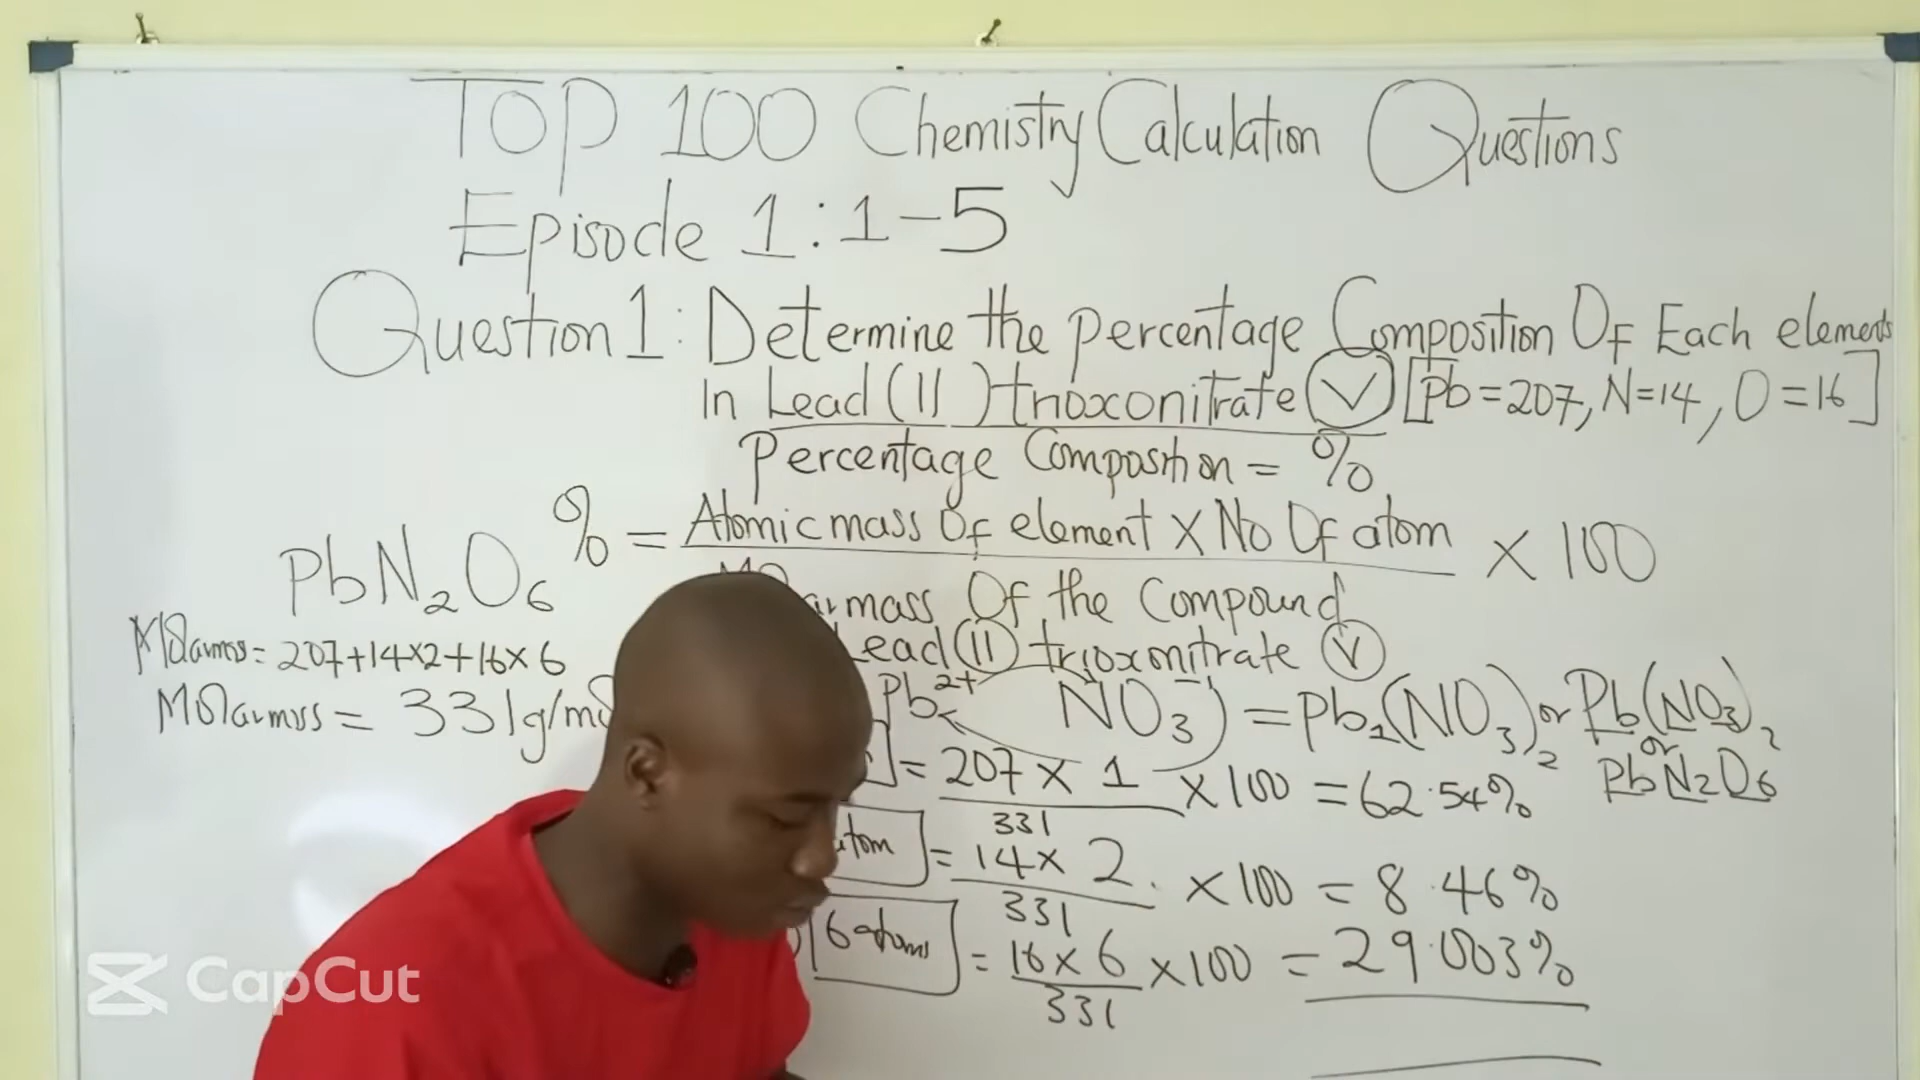 TOP 100 Chemistry Calculation Questions
Episode 1: 1-5
Question 1: Determine the percentage Composition Of Each elements
In Lead (II) trioxonitrate (V) [Pb=207, N=14, O=16]
Percentage Composition = %
% = Atomic mass Of element X No Of atom X 100
mass Of the Compound
PbN₂O₆
Molarmass = 207+14x2+16x6
Molarmass = 331g/mol
Lead (II) trioxonitrate (V)
Pb²⁺ NO₃⁻¹ = Pb₁(NO₃)₂ or Pb(NO₃)₂
or
PbN₂O₆
= 207 x 1 / 331 x 100 = 62.54%
atom = 14x 2 / 331 x 100 = 8.46%
6 atoms = 16x 6 / 331 x 100 = 29.003%
CapCut